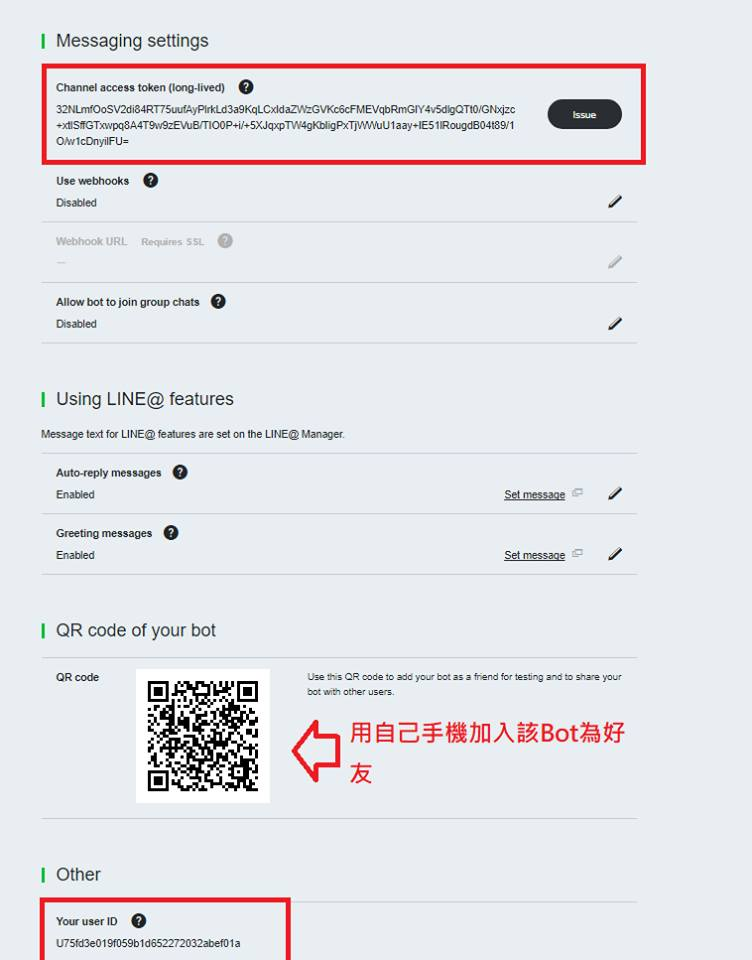 Messaging settings
Channel access token (long-lived)
32NLmfOoSV2di84RT75uufAyPlrkLd3a9KqLCxIdaZWzGVKc6cFMEVqbRmGlY4v5dlgQTt0/GNxjzc
+xtlSffGTxwpq8A4T9w9zEVuB/TIO0P+i/+5XJqxpTW4gKbligPxTjWWuU1aay+IE51lRougdB04t89/1
O/w1cDnyilFU=
Issue
Use webhooks
Disabled
Webhook URL Requires SSL
—
Allow bot to join group chats
Disabled
Using LINE@ features
Message text for LINE@ features are set on the LINE@ Manager.
Auto-reply messages
Enabled
Set message
Greeting messages
Enabled
Set message
QR code of your bot
QR code
Use this QR code to add your bot as a friend for testing and to share your
bot with other users.
用自己手機加入該Bot為好
友
Other
Your user ID
U75fd3e019f059b1d652272032abef01a